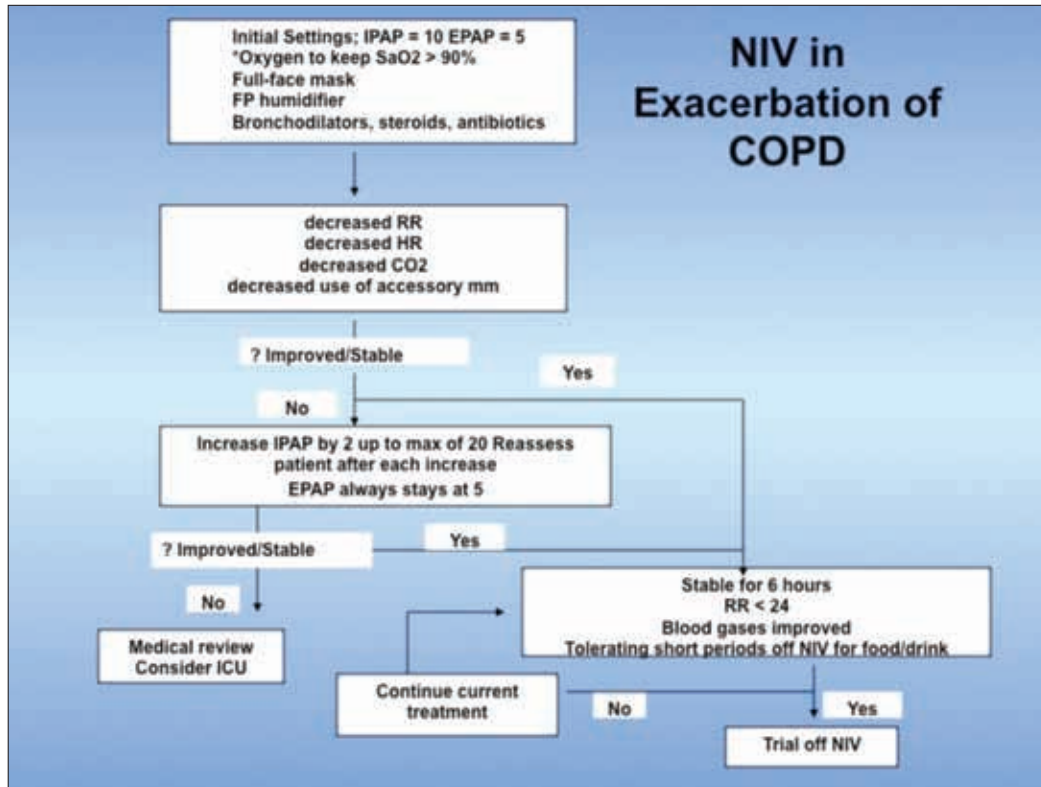 NIV in
Exacerbation of
COPD
Initial Settings; IPAP = 10 EPAP = 5
*Oxygen to keep SaO2 > 90%
Full-face mask
FP humidifier
Bronchodilators, steroids, antibiotics
decreased RR
decreased HR
decreased CO2
decreased use of accessory mm
? Improved/Stable
Yes
No
Increase IPAP by 2 up to max of 20 Reassess
patient after each increase
EPAP always stays at 5
? Improved/Stable
Yes
No
Medical review
Consider ICU
Stable for 6 hours
RR < 24
Blood gases improved
Tolerating short periods off NIV for food/drink
Continue current
treatment
No
Yes
Trial off NIV